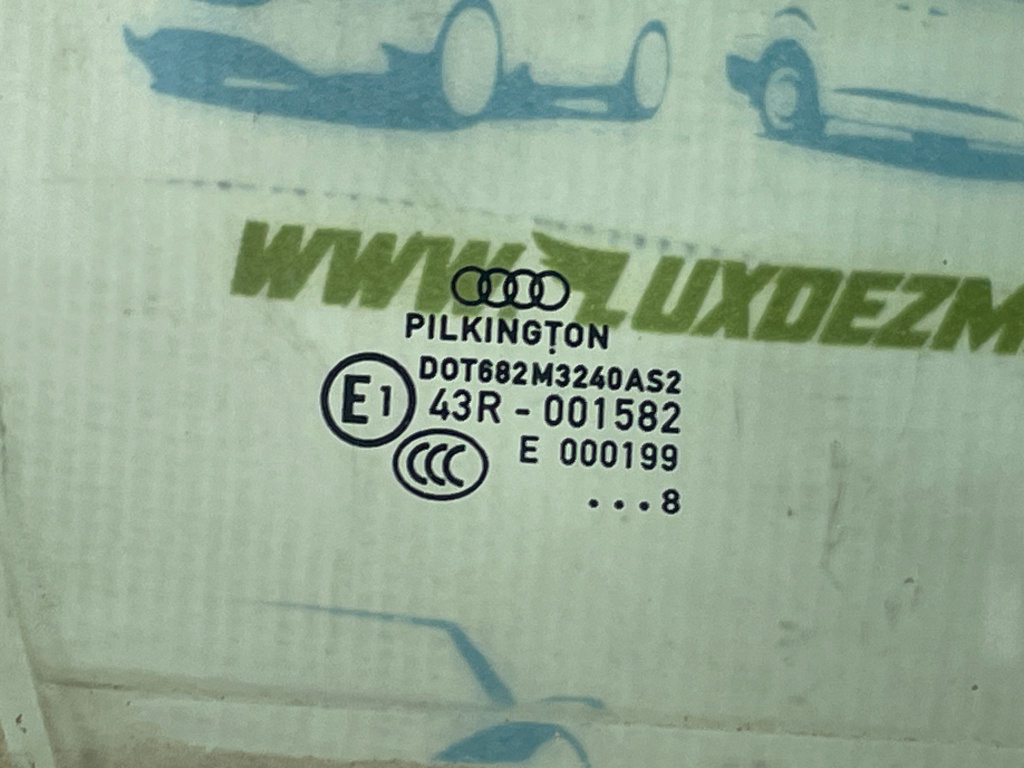 WWW.LUXDEZM
PILKINGTON
DOT682M3240AS2
E1 43R - 001582
CCC E 000199
...8